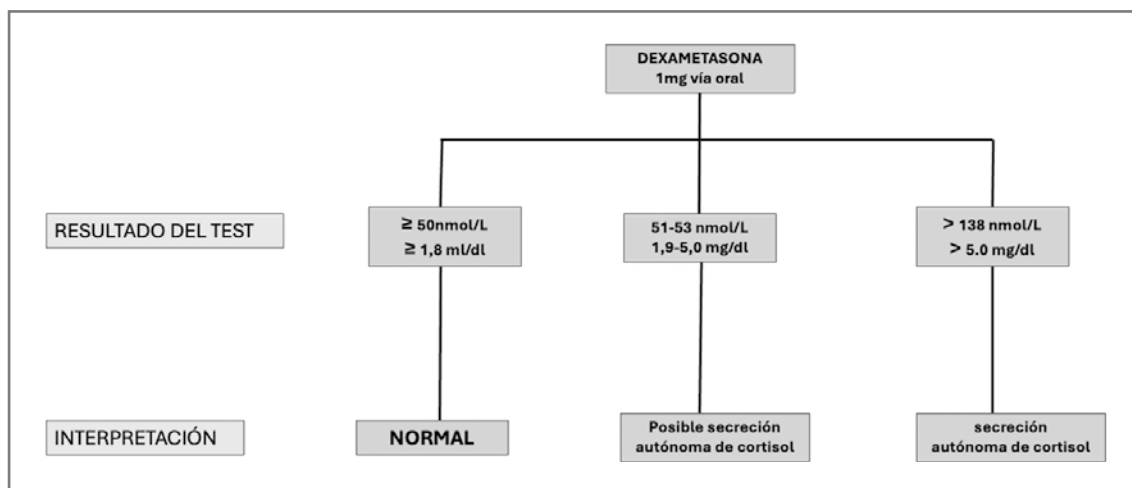 DEXAMETASONA
1mg vía oral
RESULTADO DEL TEST
≥ 50nmol/L
≥ 1,8 ml/dl
51-53 nmol/L
1,9-5,0 mg/dl
> 138 nmol/L
> 5.0 mg/dl
INTERPRETACIÓN
NORMAL
Posible secreción
autónoma de cortisol
secreción
autónoma de cortisol